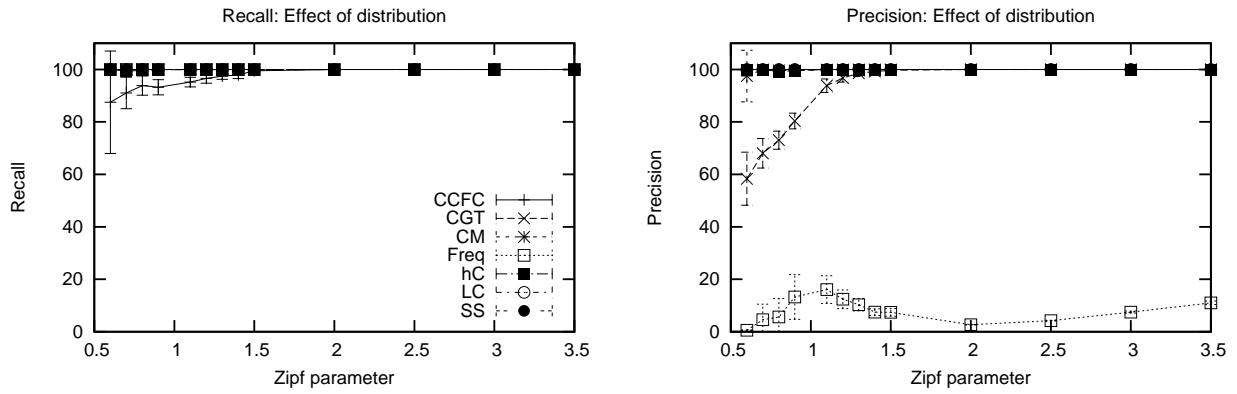 Recall: Effect of distribution
Recall
100
80
60
40
20
0
0.5 1 1.5 2 2.5 3 3.5
Zipf parameter
CCFC
CGT
CM
Freq
hC
LC
SS
Precision: Effect of distribution
Precision
100
80
60
40
20
0
0.5 1 1.5 2 2.5 3 3.5
Zipf parameter